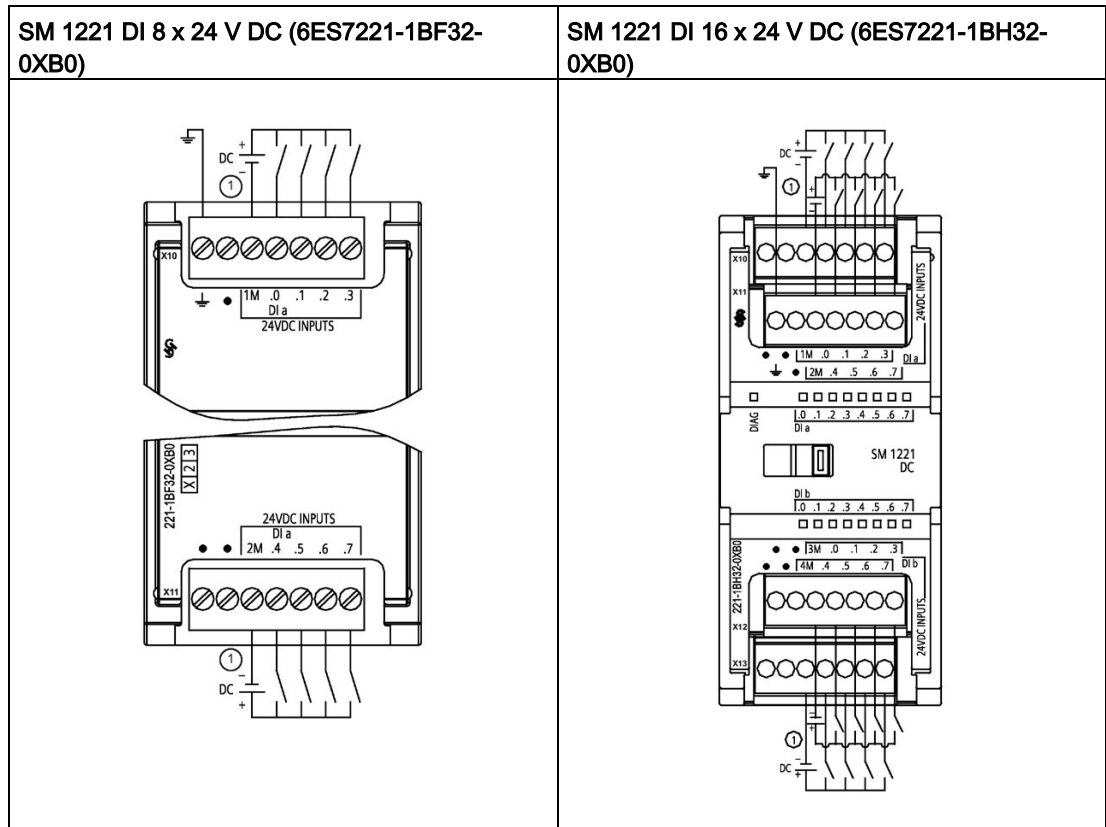 SM 1221 DI 8 x 24 V DC (6ES7221-1BF32-
0XB0)
SM 1221 DI 16 x 24 V DC (6ES7221-1BH32-
0XB0)
+
DC
−
1
X10
⏚ • 1M .0 .1 .2 .3
DI a
24VDC INPUTS
221-1BF32-0XB0
X 2 3
24VDC INPUTS
DI a
• • 2M .4 .5 .6 .7
X11
1
−
DC
+
+
DC
−
1
+
−
X10
X11
24VDC INPUTS
• • 1M .0 .1 .2 .3 DI a
⏚ • 2M .4 .5 .6 .7
DIAG
.0 .1 .2 .3 .4 .5 .6 .7
DI a
SM 1221
DC
DI b
.0 .1 .2 .3 .4 .5 .6 .7
• • 3M .0 .1 .2 .3
• • 4M .4 .5 .6 .7 DI b
221-1BH32-0XB0
24VDC INPUTS
X12
X13
−
+
1
−
DC
+